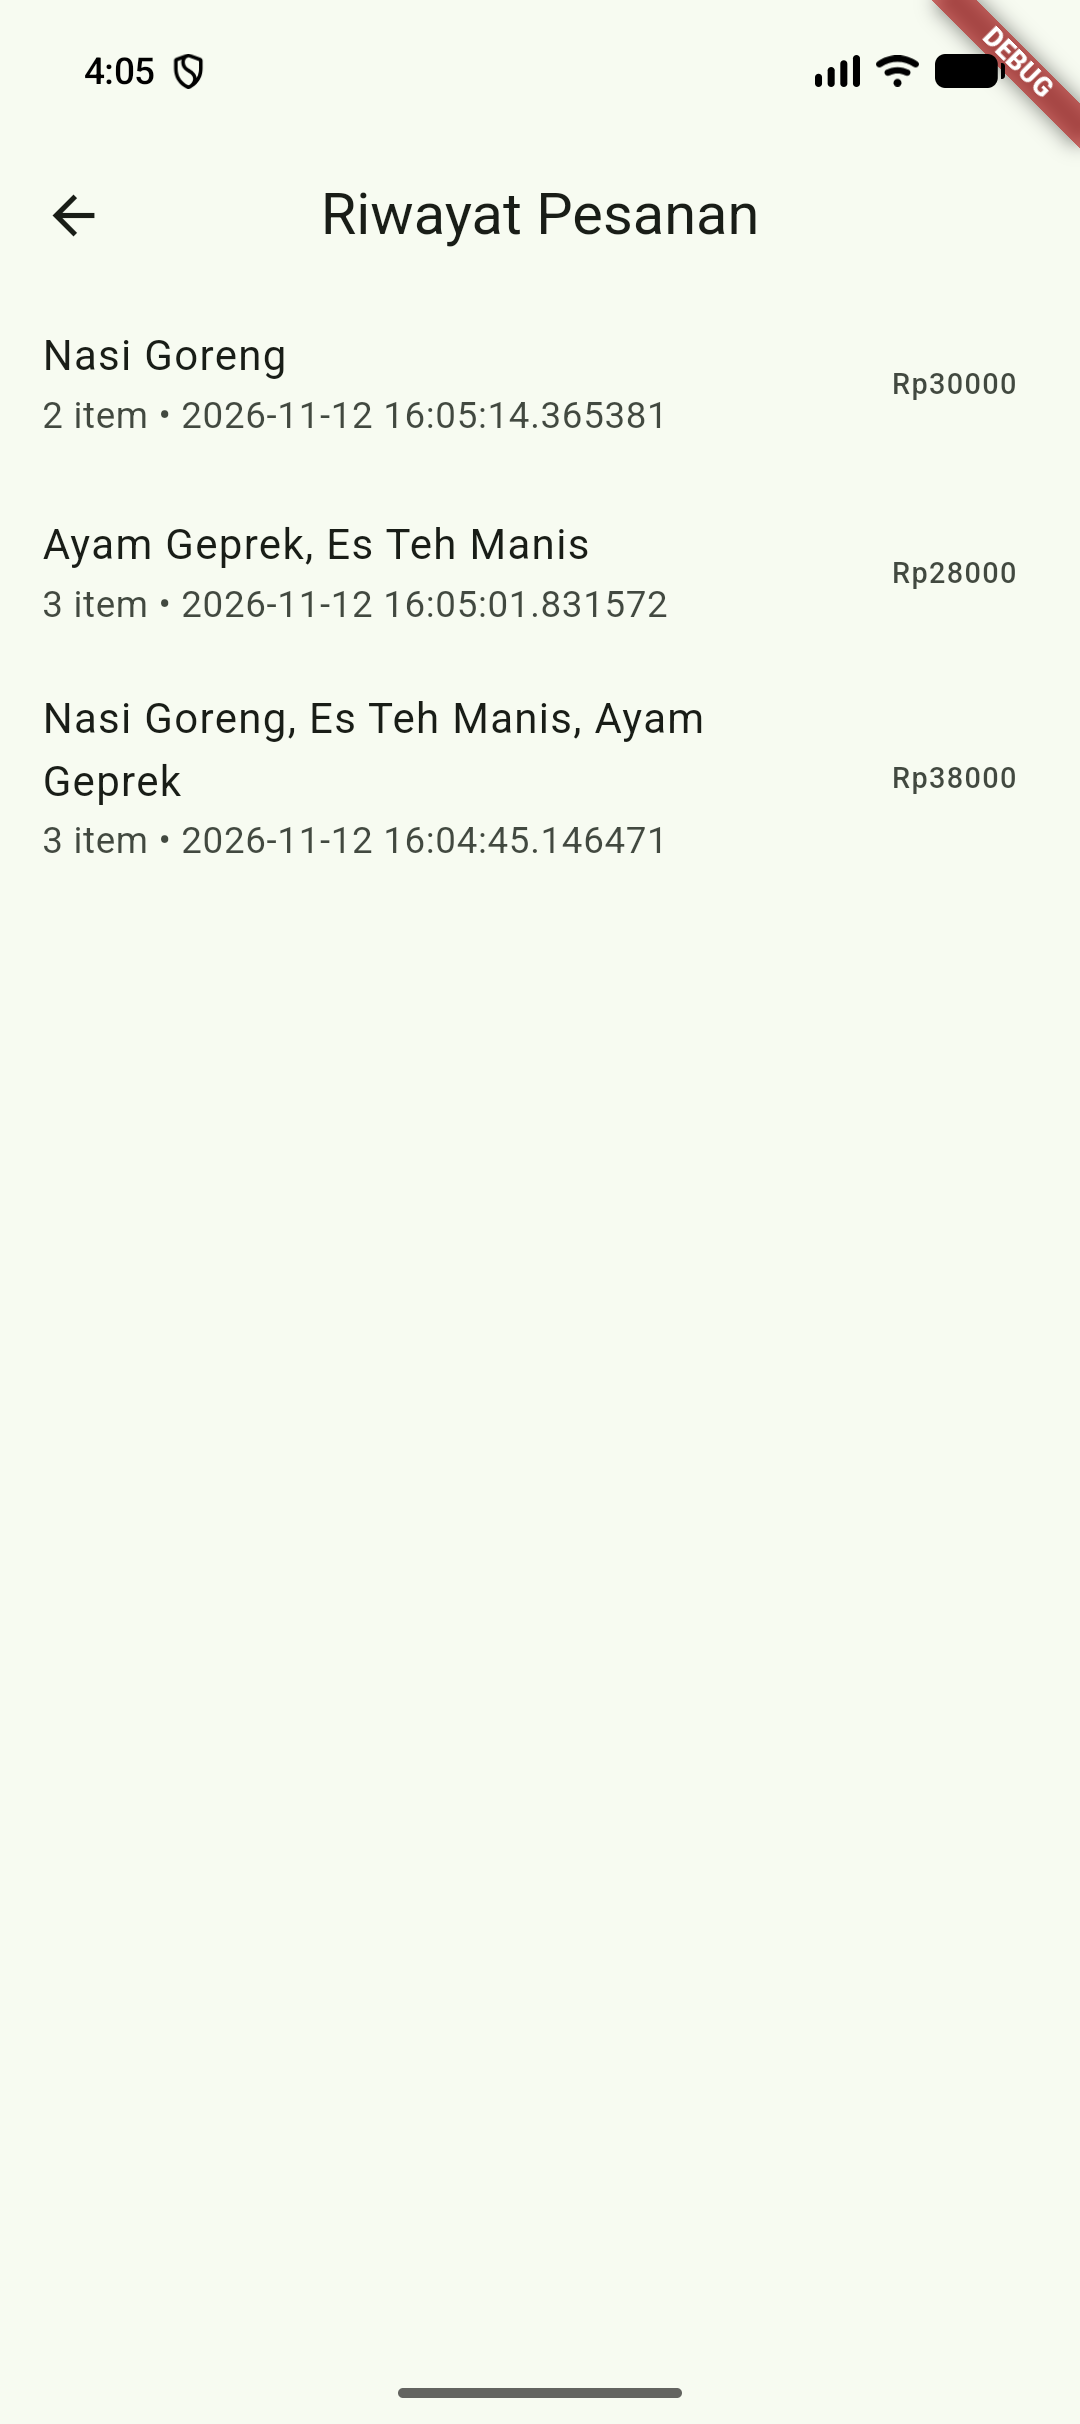 4:05
DEBUG
Riwayat Pesanan
Nasi Goreng
2 item • 2026-11-12 16:05:14.365381
Rp30000
Ayam Geprek, Es Teh Manis
3 item • 2026-11-12 16:05:01.831572
Rp28000
Nasi Goreng, Es Teh Manis, Ayam
Geprek
3 item • 2026-11-12 16:04:45.146471
Rp38000